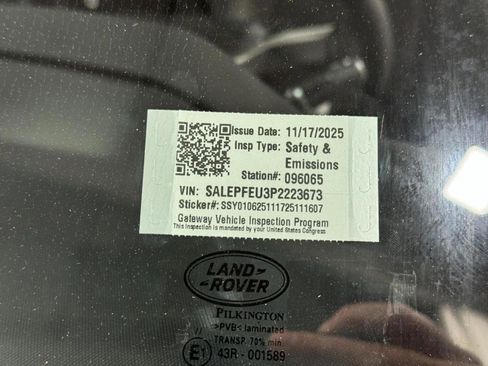 Issue Date: 11/17/2025
Insp Type: Safety &
Emissions
Station#: 096065
VIN: SALEPFEU3P2223673
Sticker#: SSY010625111725111607
Gateway Vehicle Inspection Program
This Inspection is mandated by your United States Congress
LAND-
ROVER
PILKINGTON
>PVB< laminated
TRANSP. 70% min
E1 43R - 001589